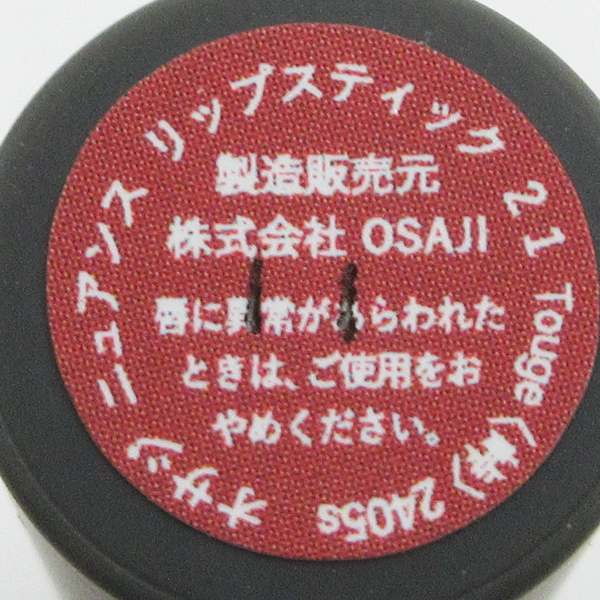 オサジ ニュアンス リップスティック 21 Touge〈峠〉2A05s
製造販売元
株式会社 OSAJI
唇に異常があらわれた
ときは、ご使用をお
やめください。